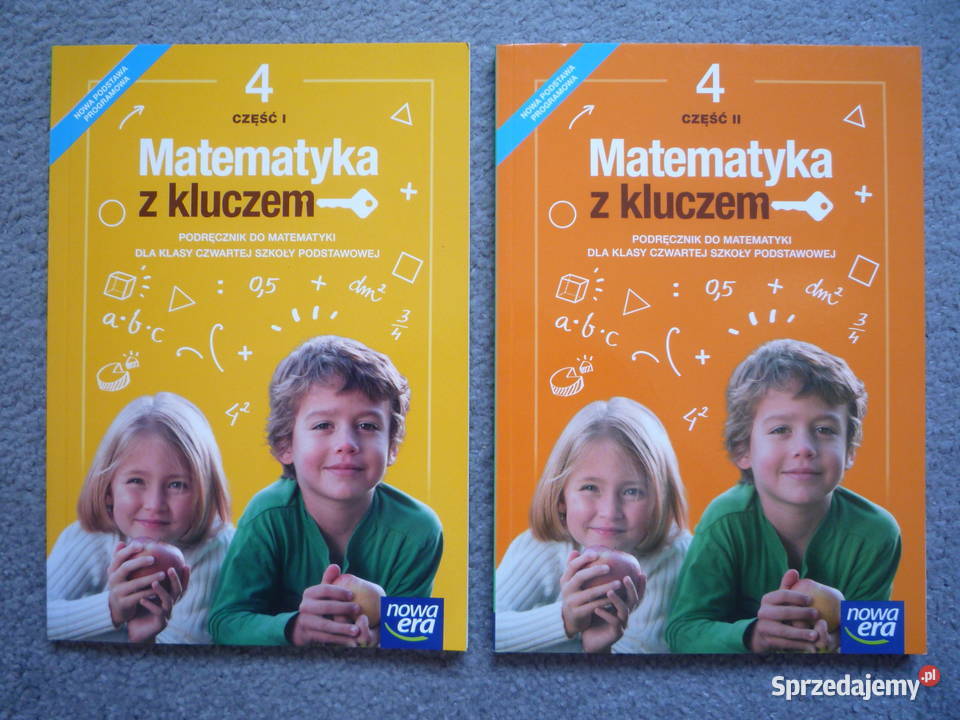 NOWA PODSTAWA
PROGRAMOWA
4
CZĘŚĆ I
Matematyka
z kluczem
PODRĘCZNIK DO MATEMATYKI
DLA KLASY CZWARTEJ SZKOŁY PODSTAWOWEJ
: 0,5 + dm²
a·b·c
3/4
+
4²
nowa
era
NOWA PODSTAWA
PROGRAMOWA
4
CZĘŚĆ II
Matematyka
z kluczem
PODRĘCZNIK DO MATEMATYKI
DLA KLASY CZWARTEJ SZKOŁY PODSTAWOWEJ
: 0,5 + dm²
a·b·c
3/4
+
4²
nowa
era
Sprzedajemy.pl